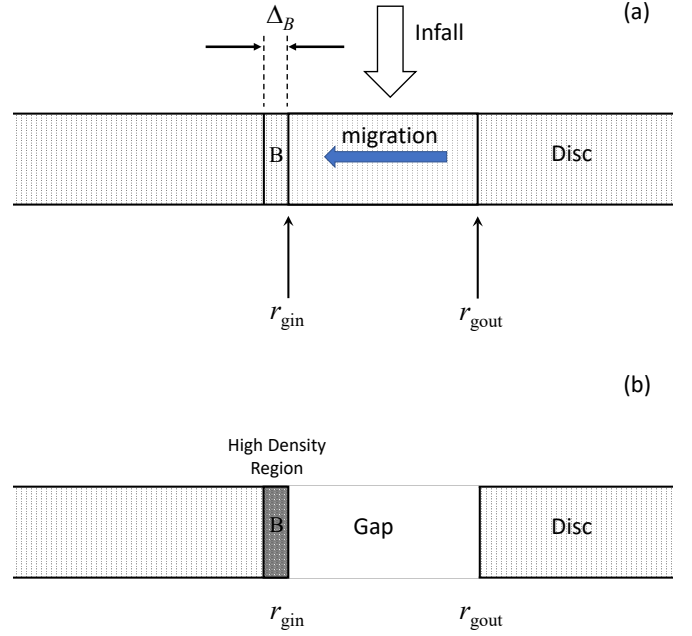 (a)
Δ_B
Infall
migration
B
Disc
r_gin
r_gout
(b)
High Density
Region
B
Gap
Disc
r_gin
r_gout